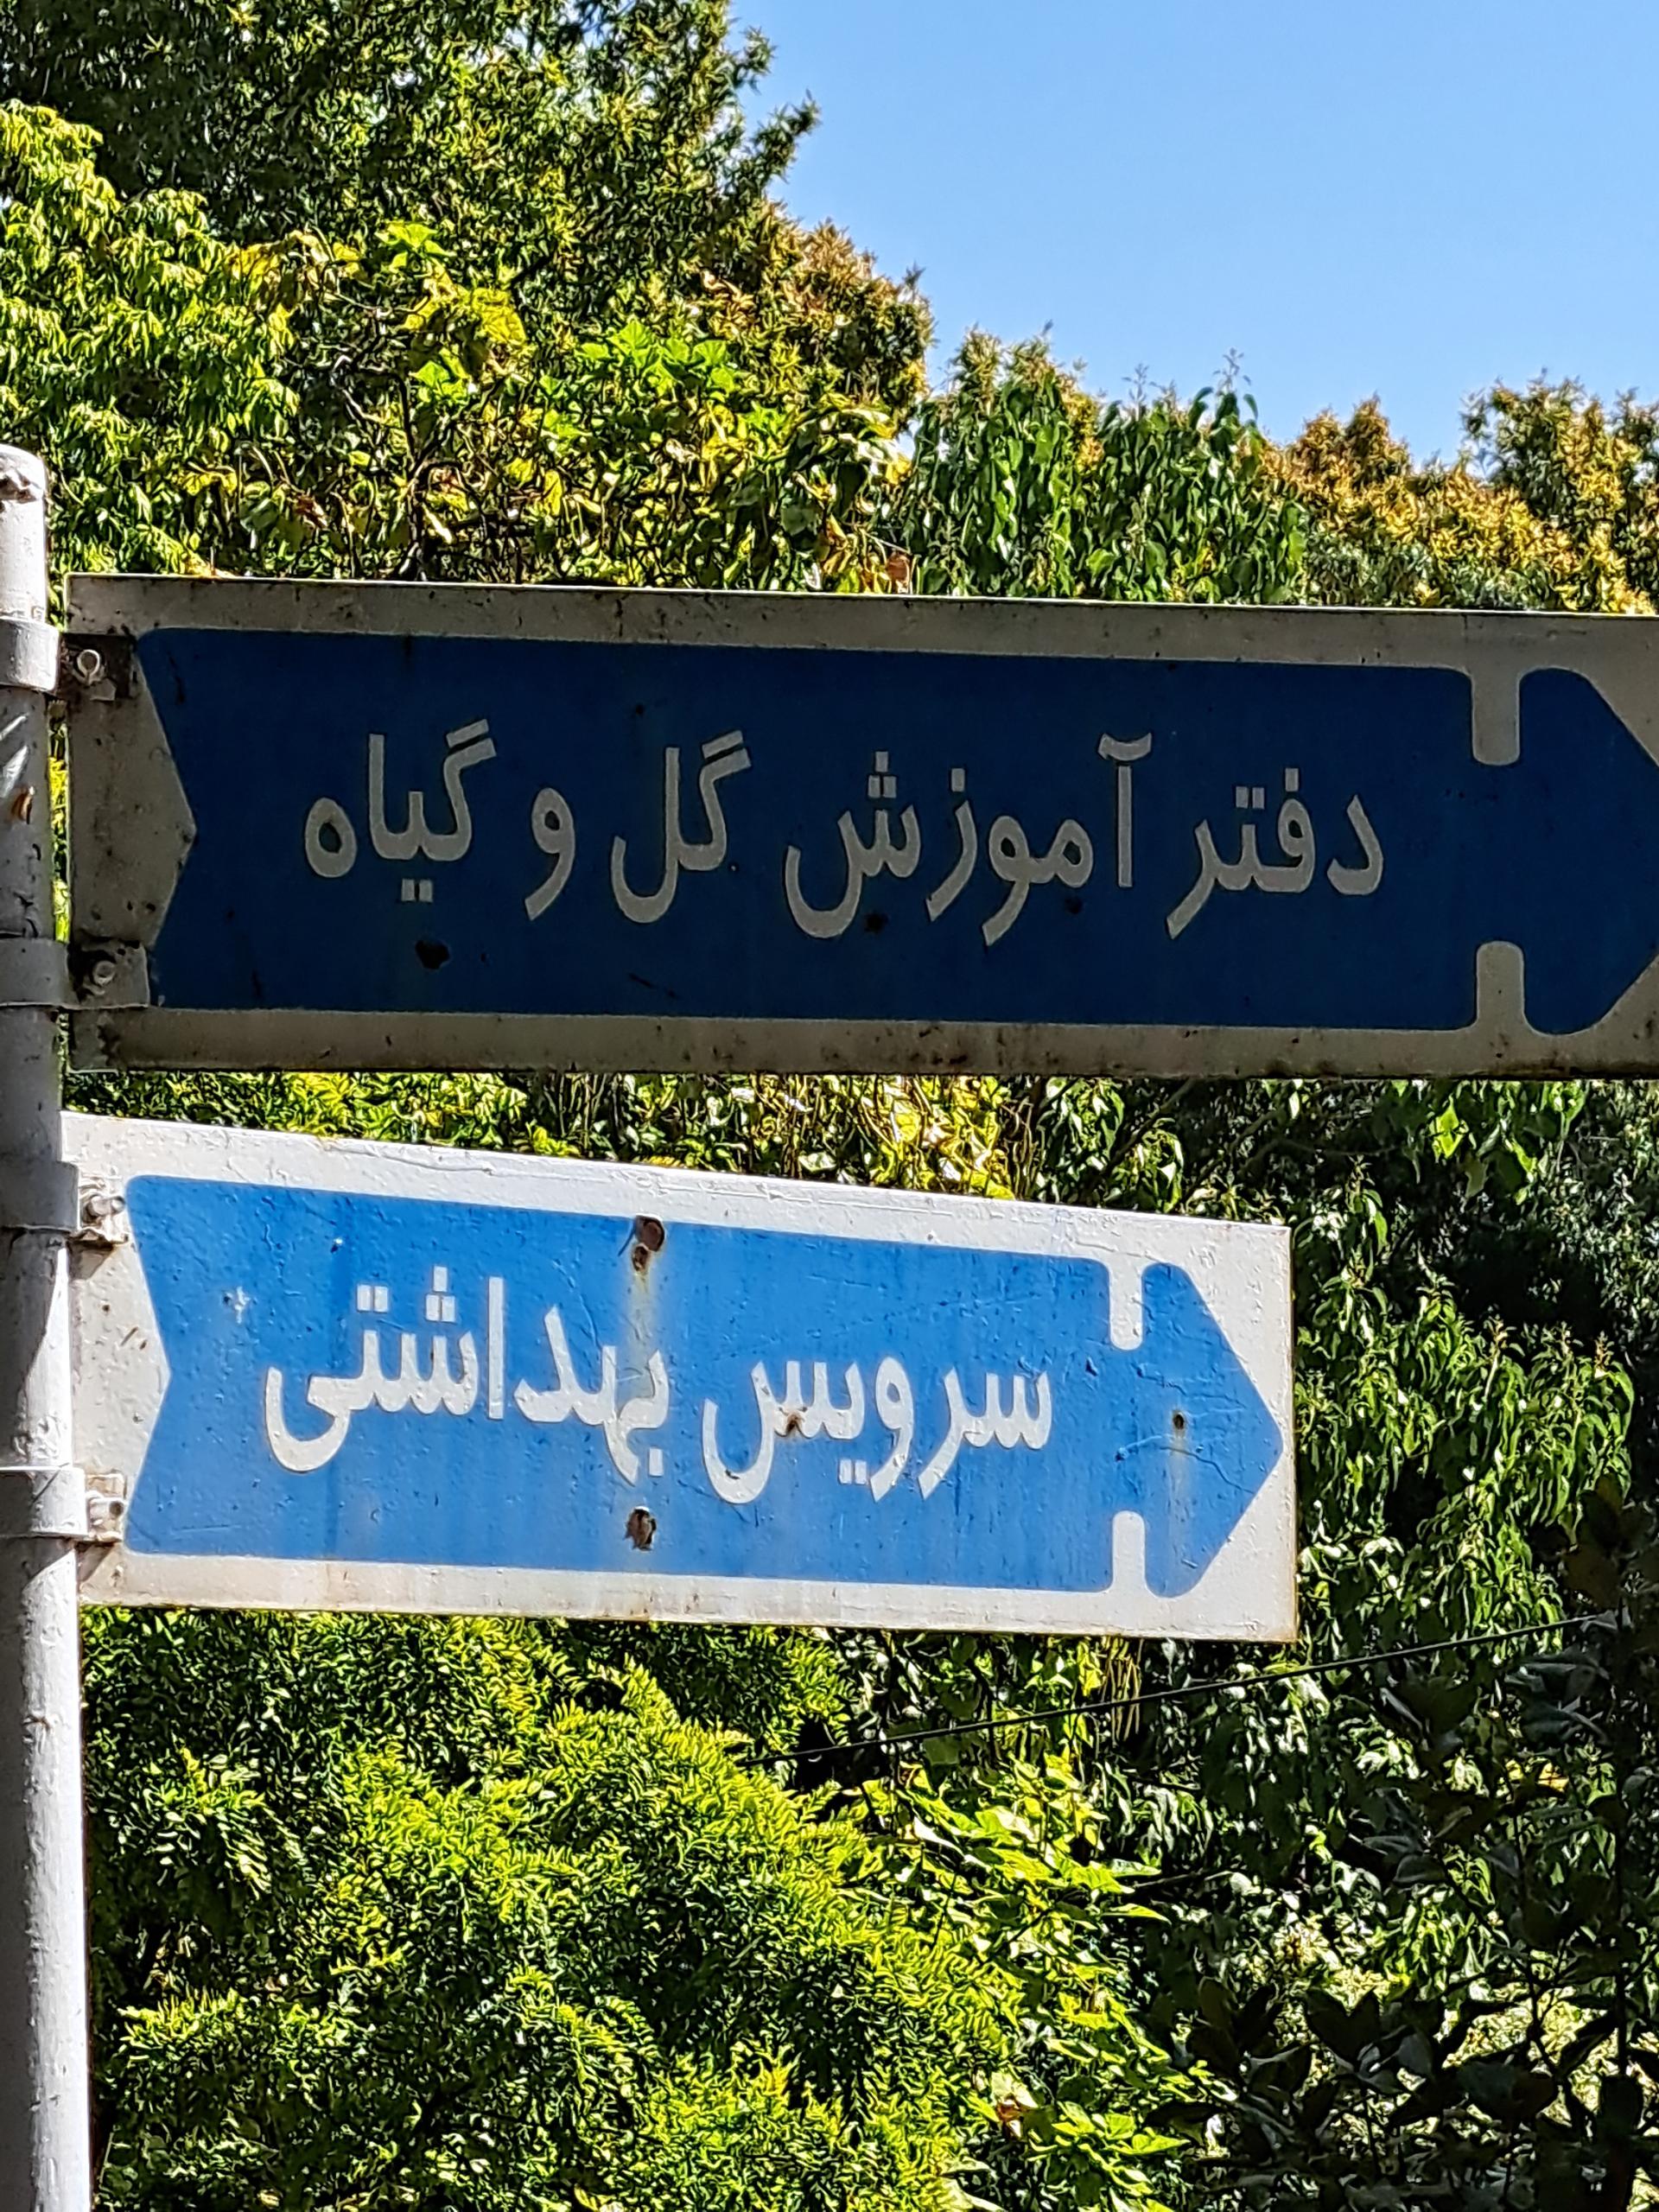 دفتر آموزش گل و گیاه
سرویس بهداشتی